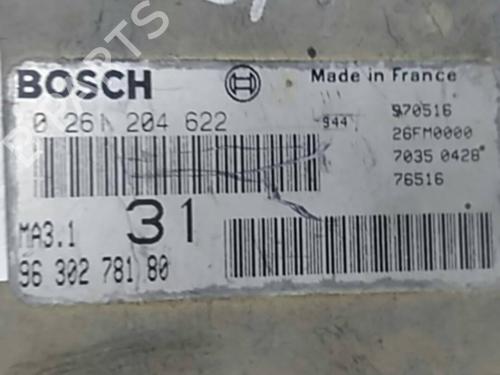 BOSCH
Made in France
0 261 204 622
944
970516
26FM0000
7035 0428
76516
MA3.1
31
96 302 781 80